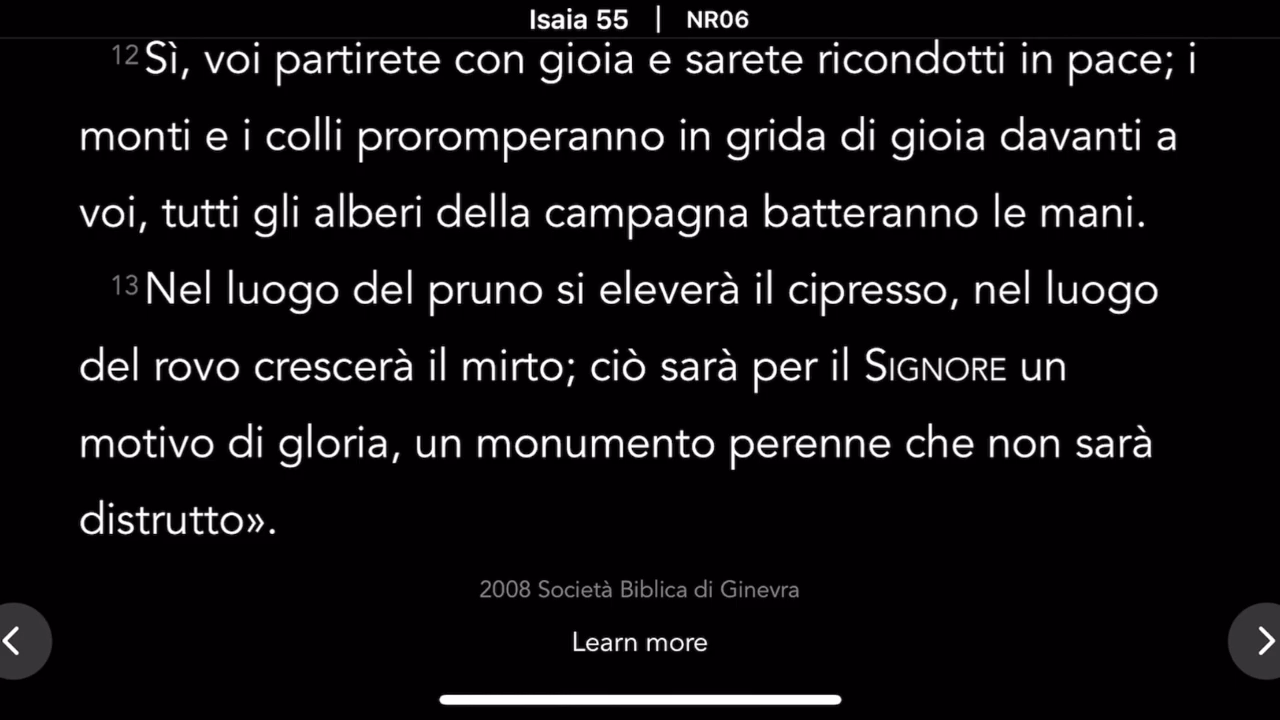 Isaia 55 | NR06
12 Sì, voi partirete con gioia e sarete ricondotti in pace; i
monti e i colli proromperanno in grida di gioia davanti a
voi, tutti gli alberi della campagna batteranno le mani.
13 Nel luogo del pruno si eleverà il cipresso, nel luogo
del rovo crescerà il mirto; ciò sarà per il SIGNORE un
motivo di gloria, un monumento perenne che non sarà
distrutto».
2008 Società Biblica di Ginevra
Learn more